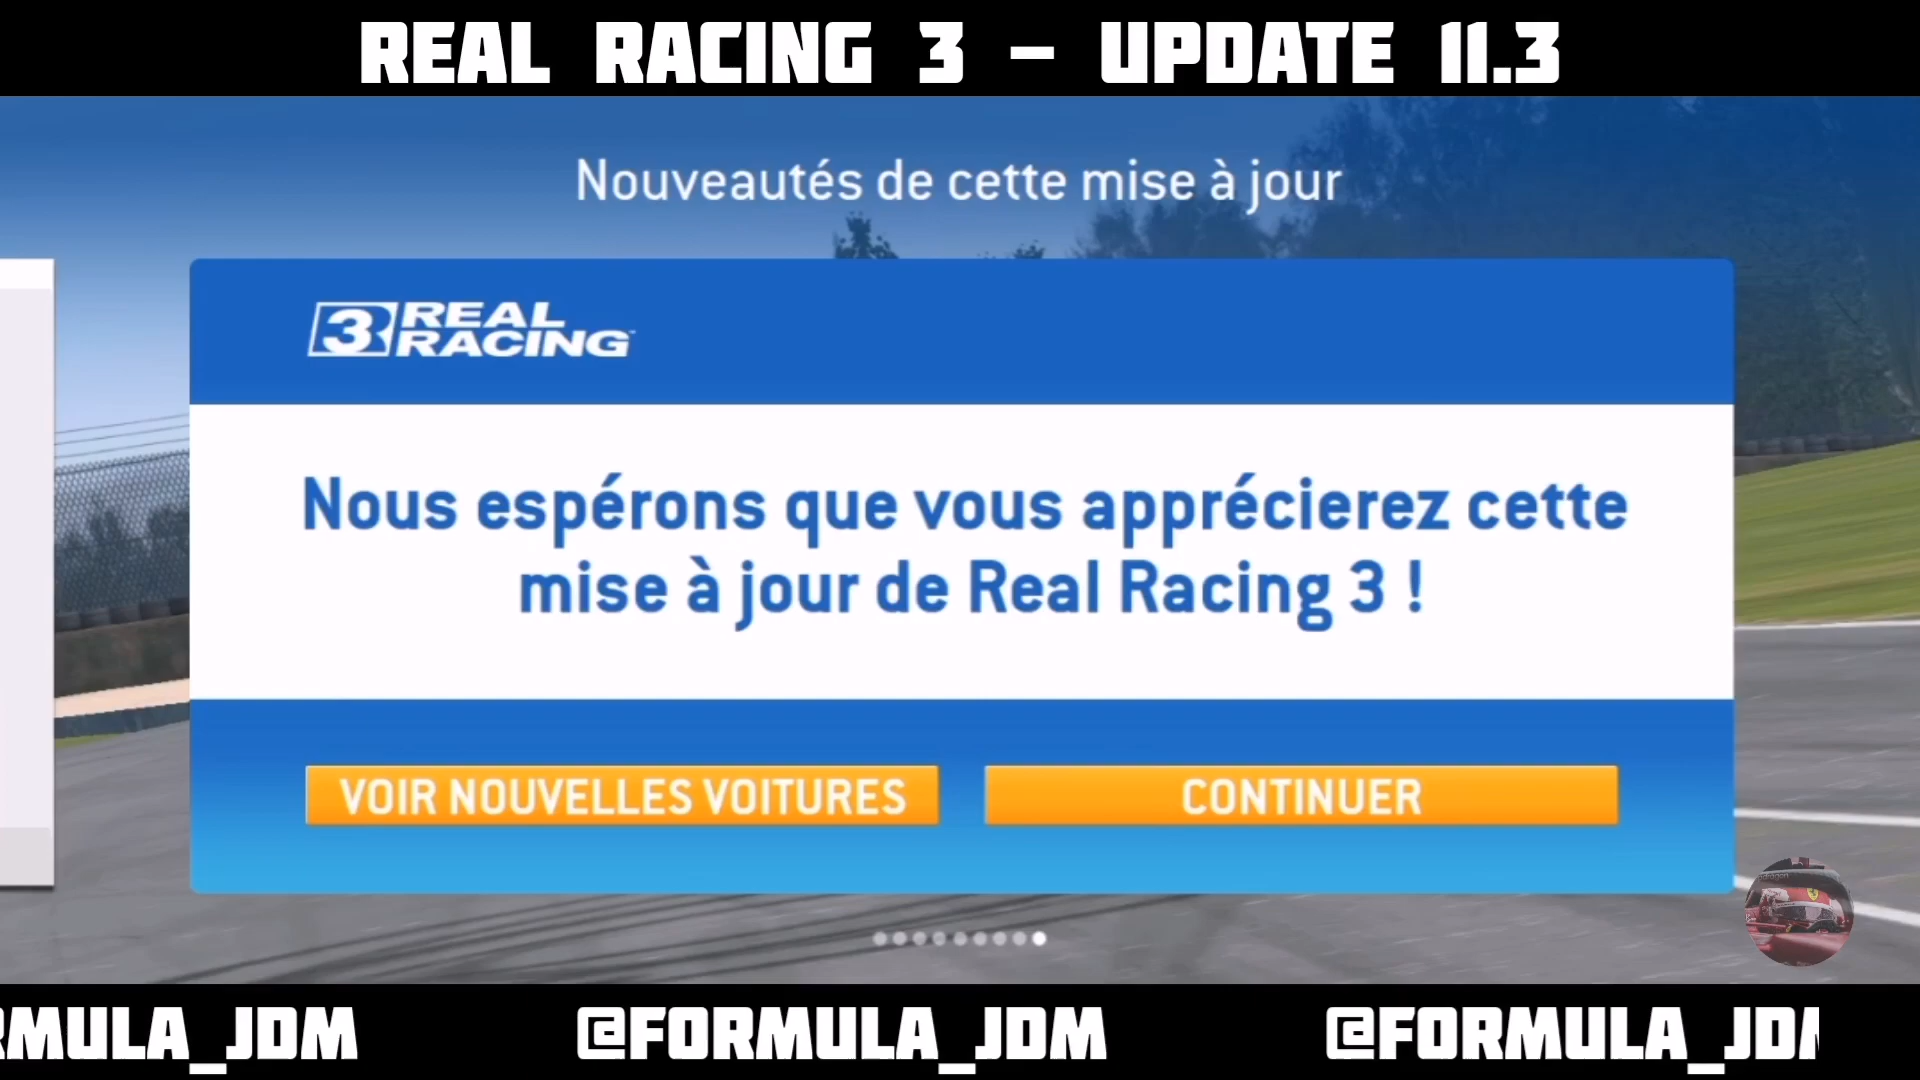 REAL RACING 3 - UPDATE 11.3
Nouveautés de cette mise à jour
3 REAL
RACING
Nous espérons que vous apprécierez cette
mise à jour de Real Racing 3 !
VOIR NOUVELLES VOITURES
CONTINUER
RMULA_JDM @FORMULA_JDM @FORMULA_JDM